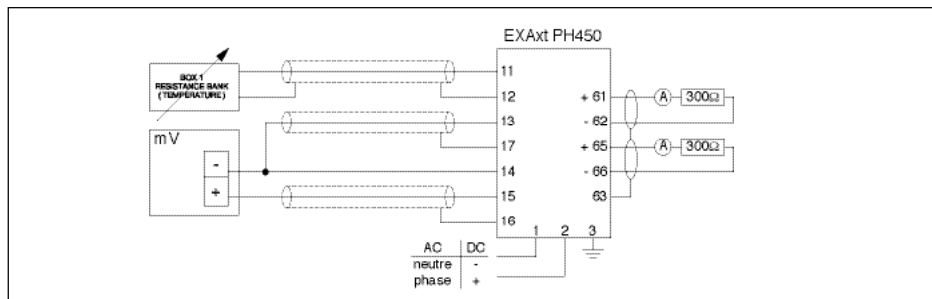 EXAxt PH450
BOX 1
RESISTANCE BANK
(TEMPERATURE)
mV
-
+
11
12
13
17
14
15
16
+ 61
- 62
+ 65
- 66
63
A
300Ω
A
300Ω
1
2
3
AC DC
neutre -
phase +